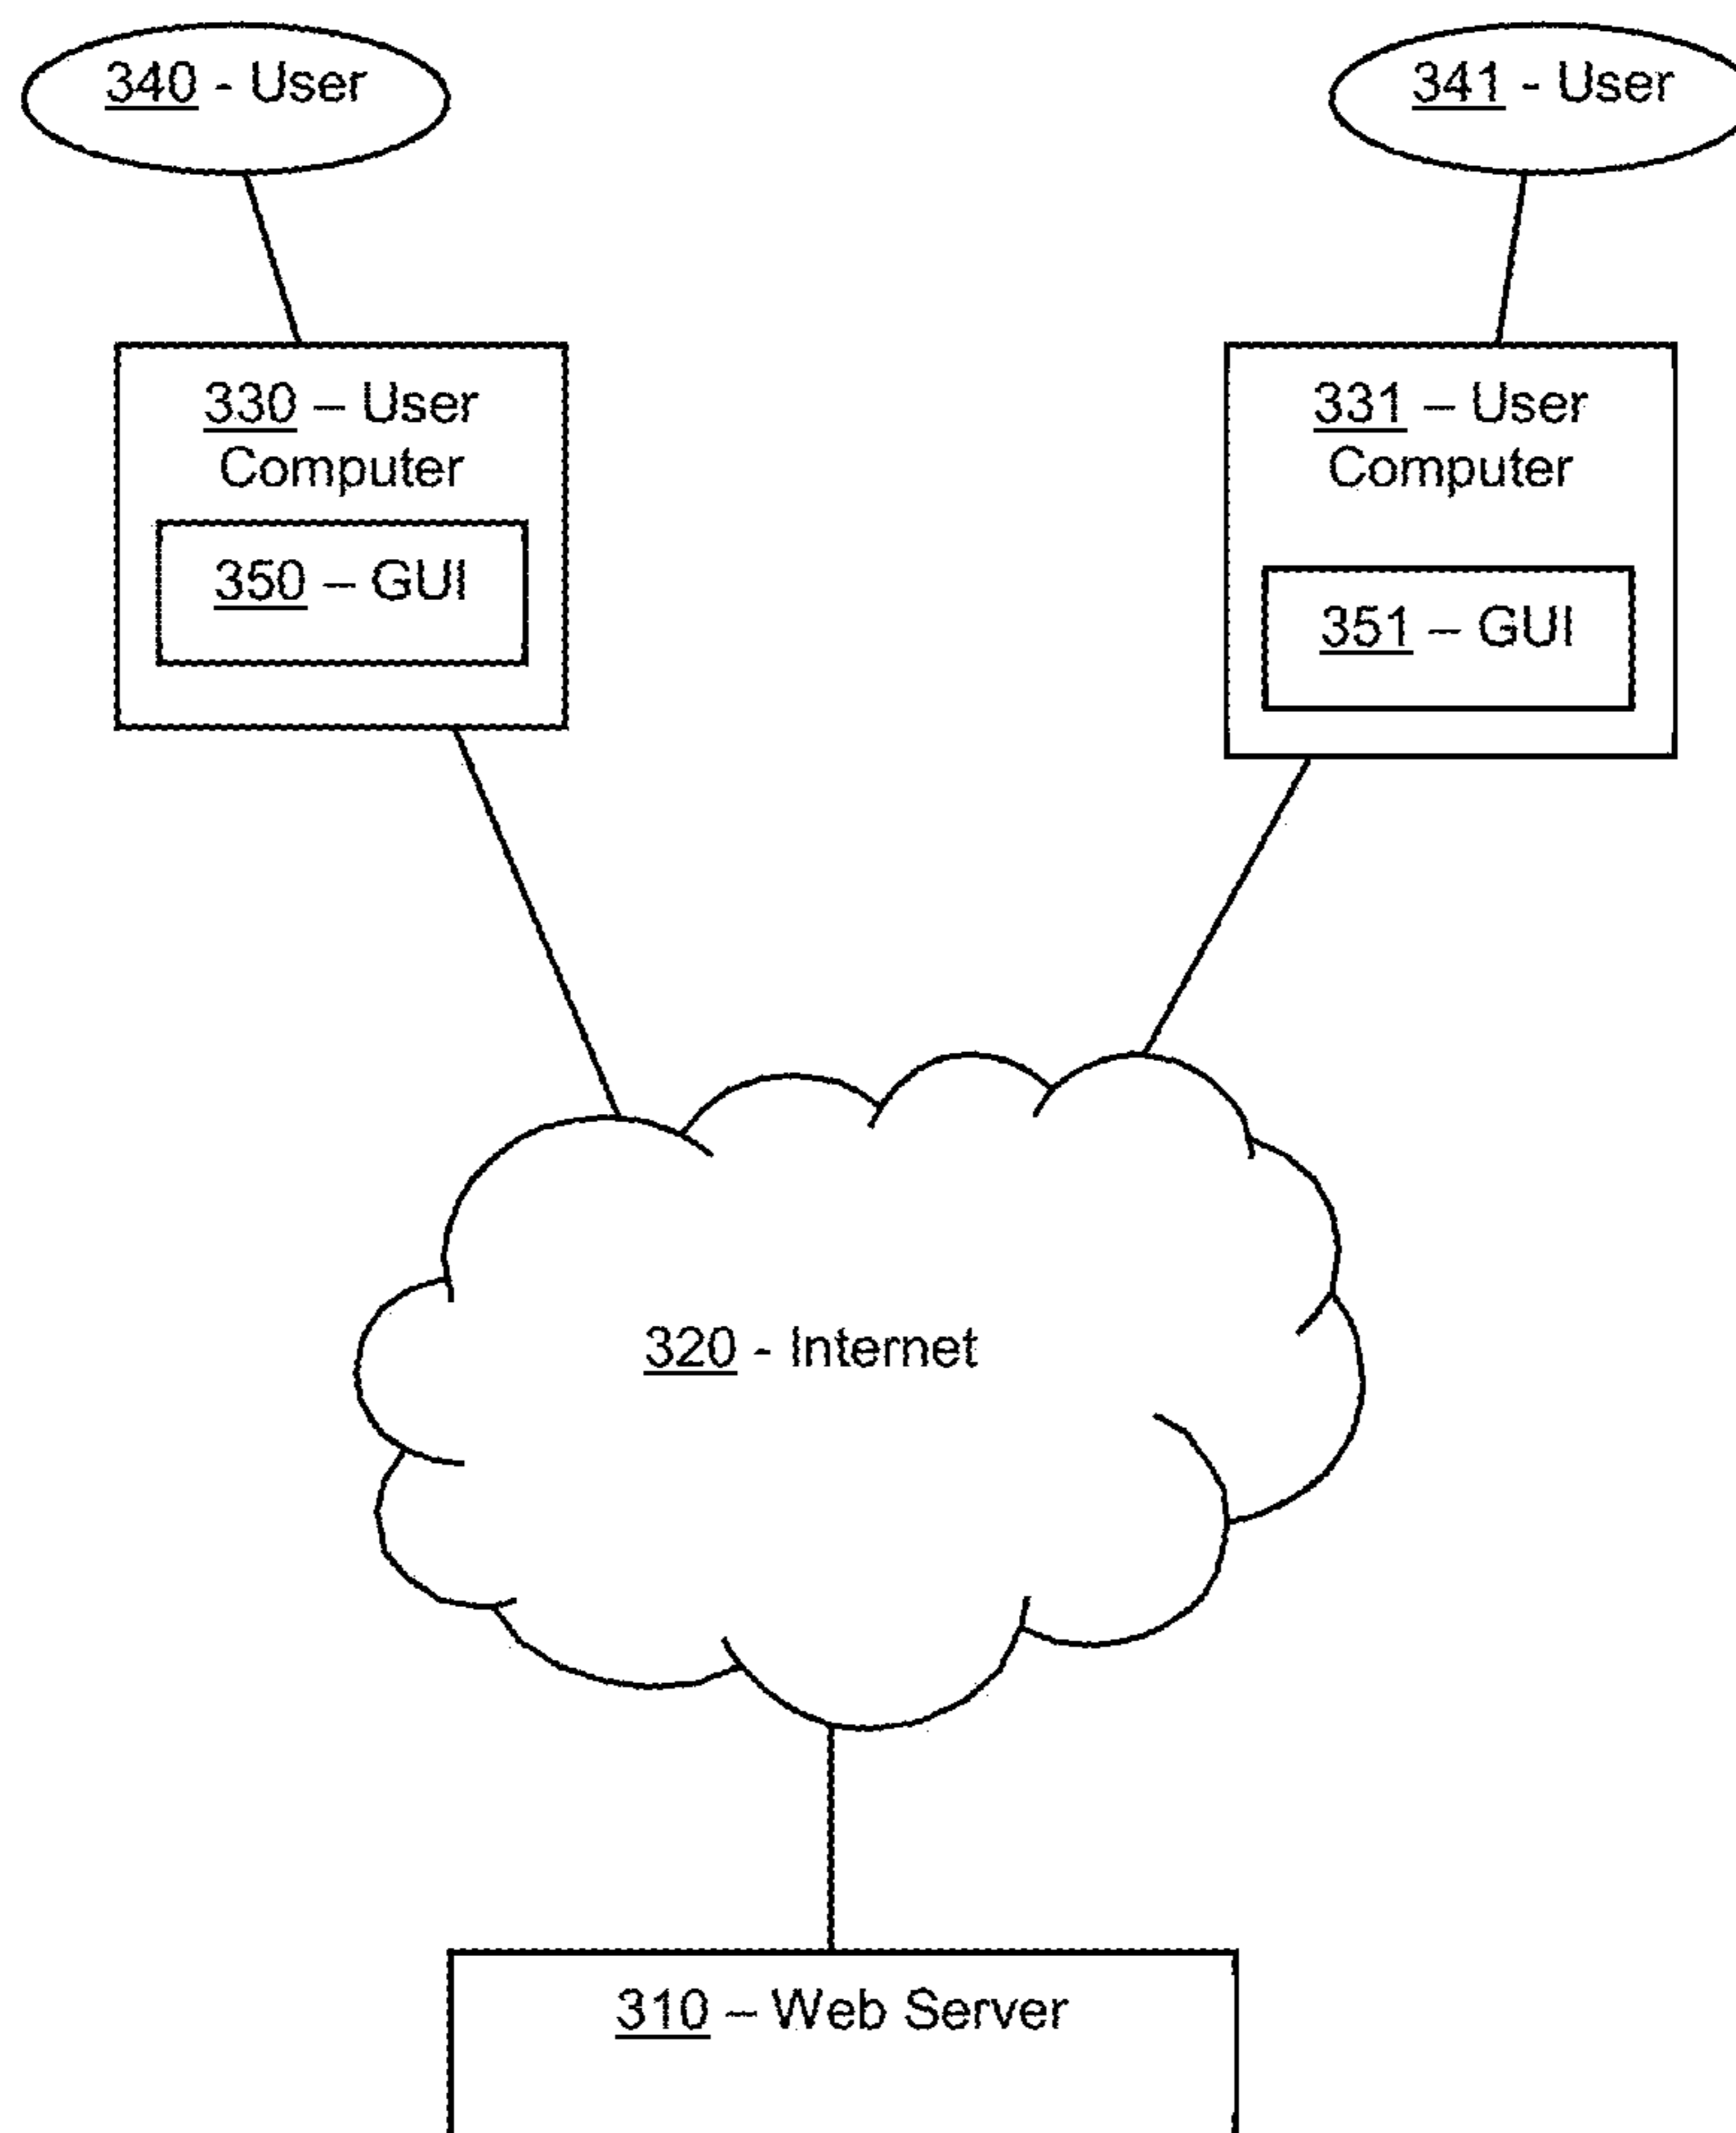 340 - User
341 - User
330 – User
Computer
350 – GUI
331 – User
Computer
351 – GUI
320 - Internet
310 – Web Server